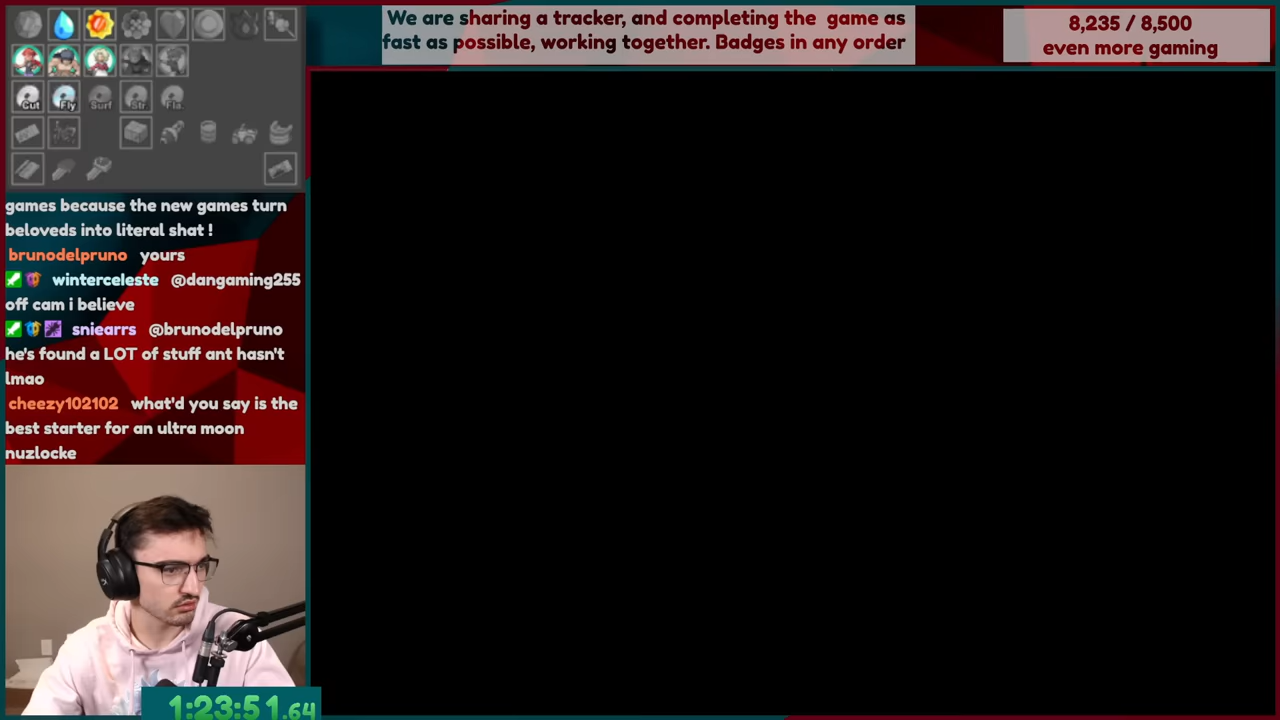 We are sharing a tracker, and completing the game as
fast as possible, working together. Badges in any order
8,235 / 8,500
even more gaming
Cut
Fly
Surf
Str.
Fla.
games because the new games turn
beloveds into literal shat !
brunodelpruno yours
winterceleste @dangaming255
off cam i believe
sniearrs @brunodelpruno
he's found a LOT of stuff ant hasn't
lmao
cheezy102102 what'd you say is the
best starter for an ultra moon
nuzlocke
1:23:51.64